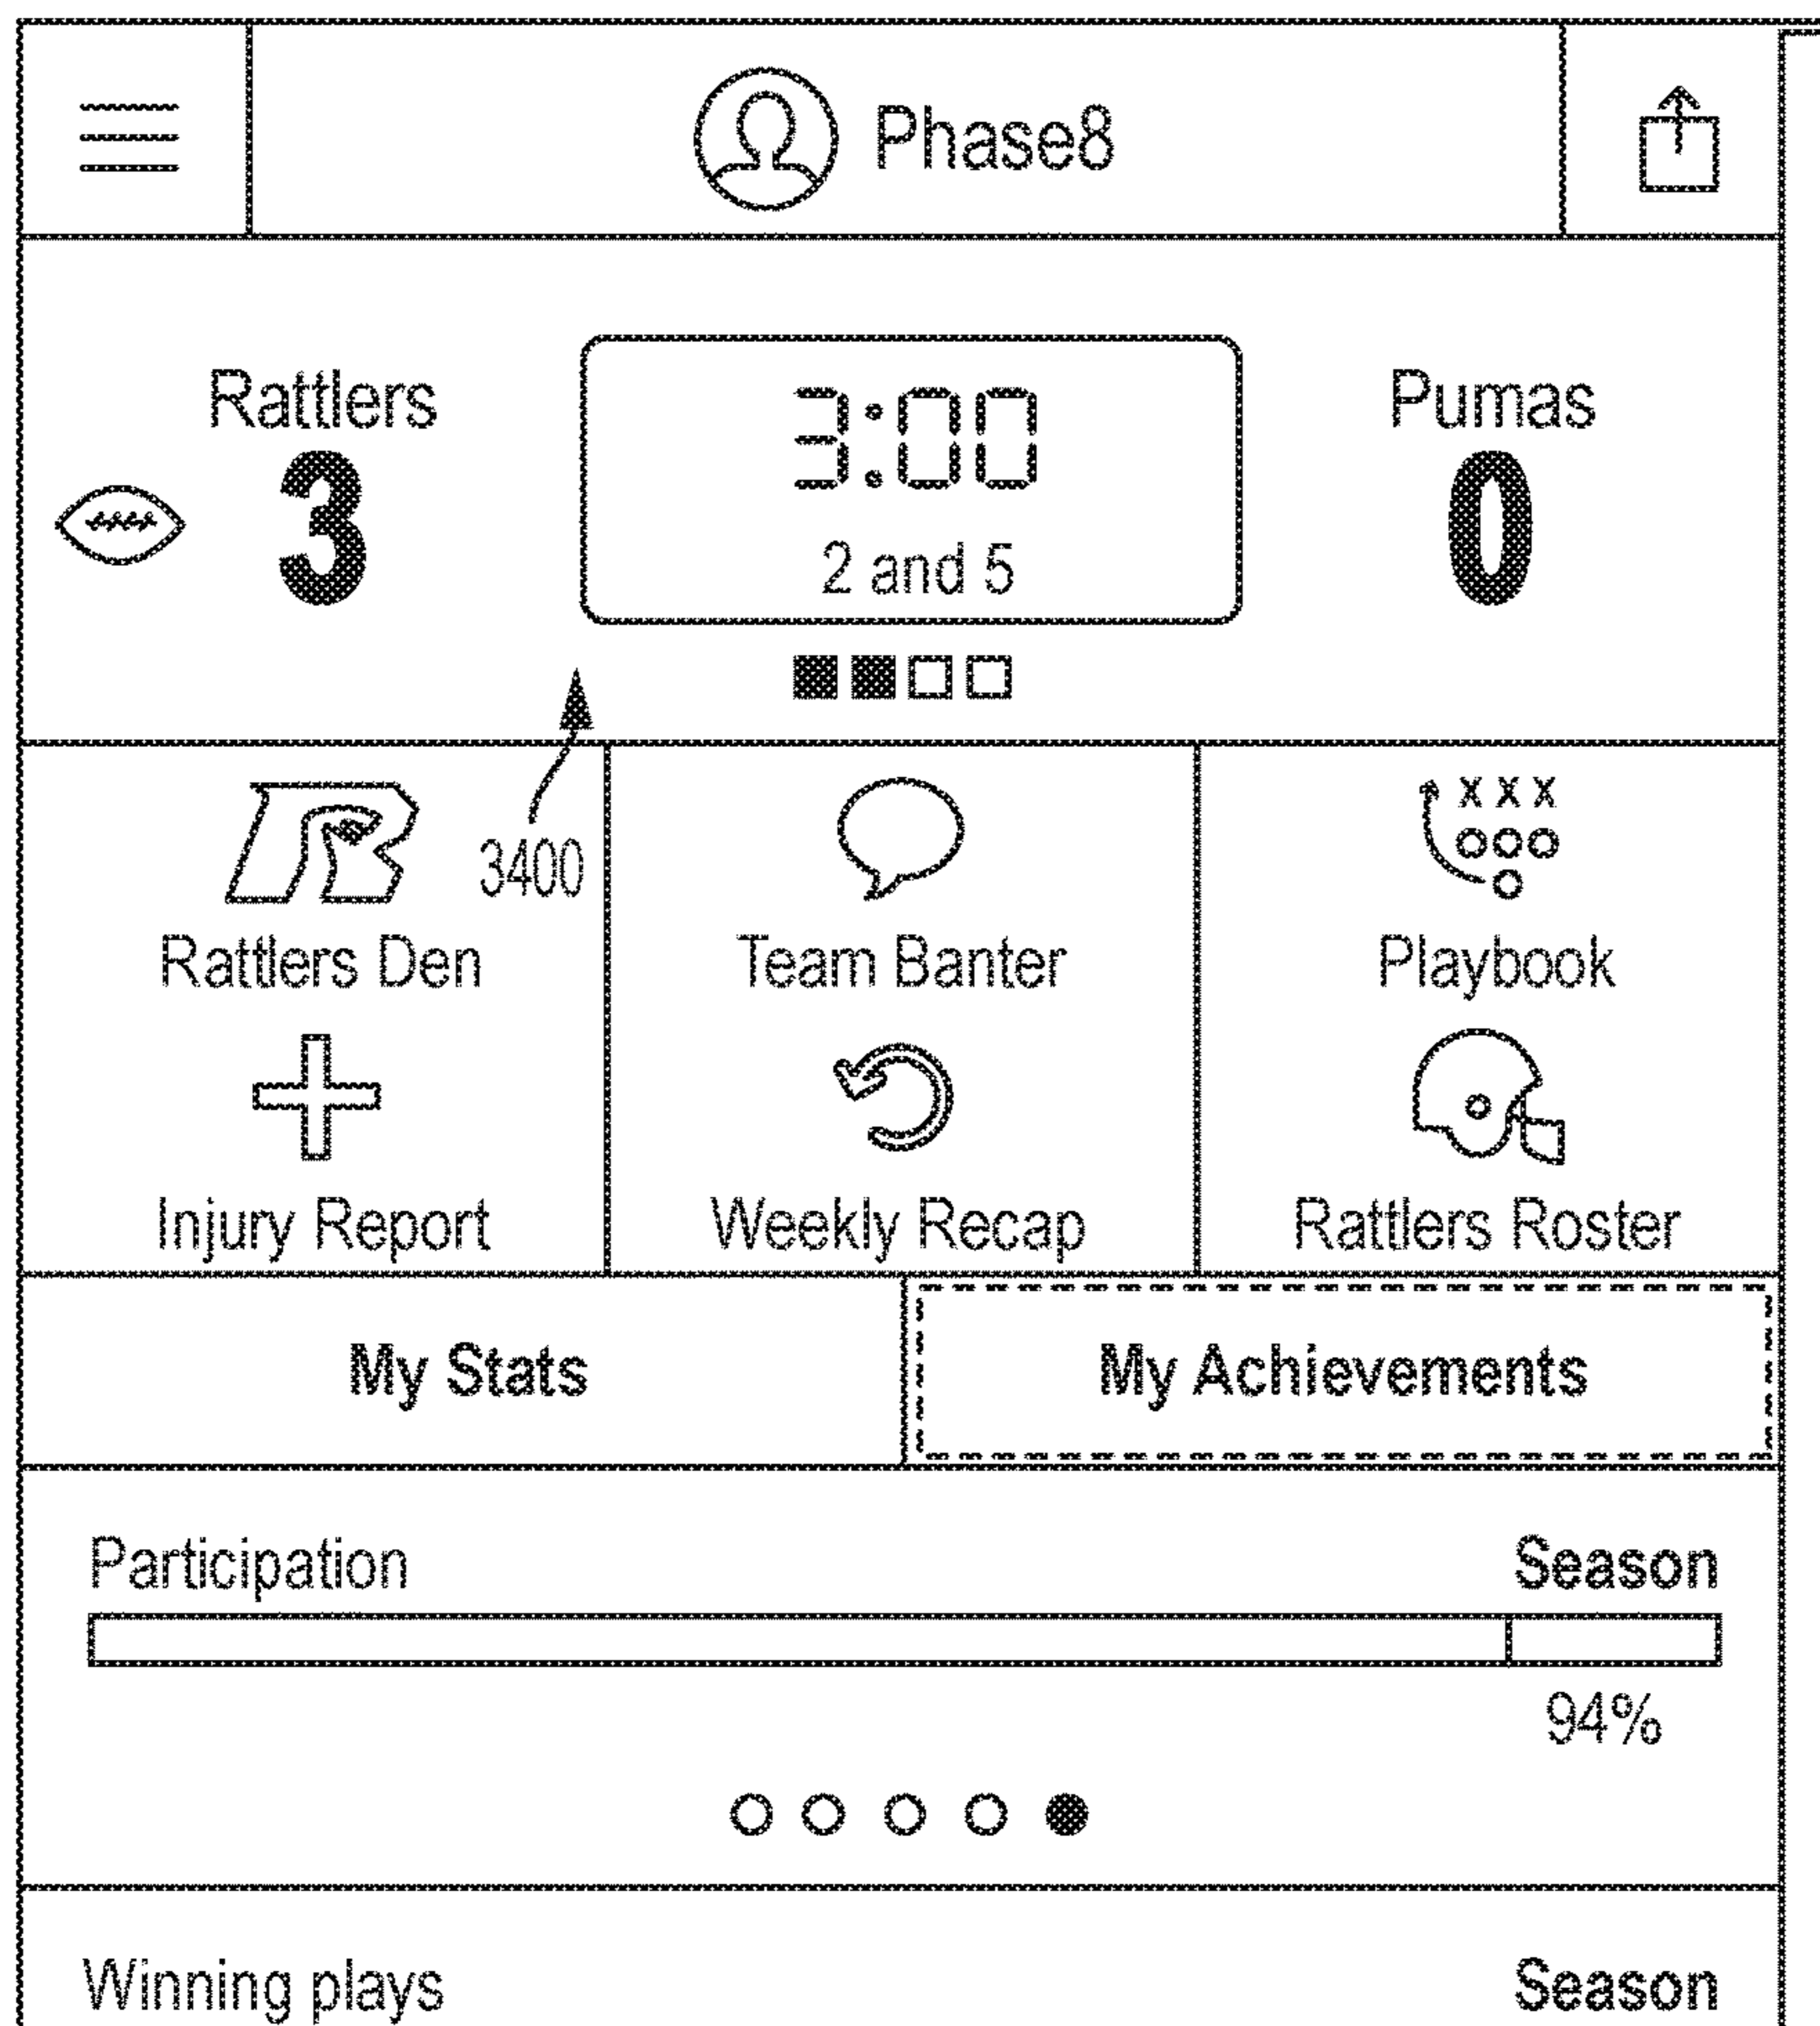 Phase8
Rattlers
3
3:00
2 and 5
Pumas
0
3400
Rattlers Den
Team Banter
x x x
Playbook
Injury Report
Weekly Recap
Rattlers Roster
My Stats
My Achievements
Participation
Season
94%
Winning plays
Season